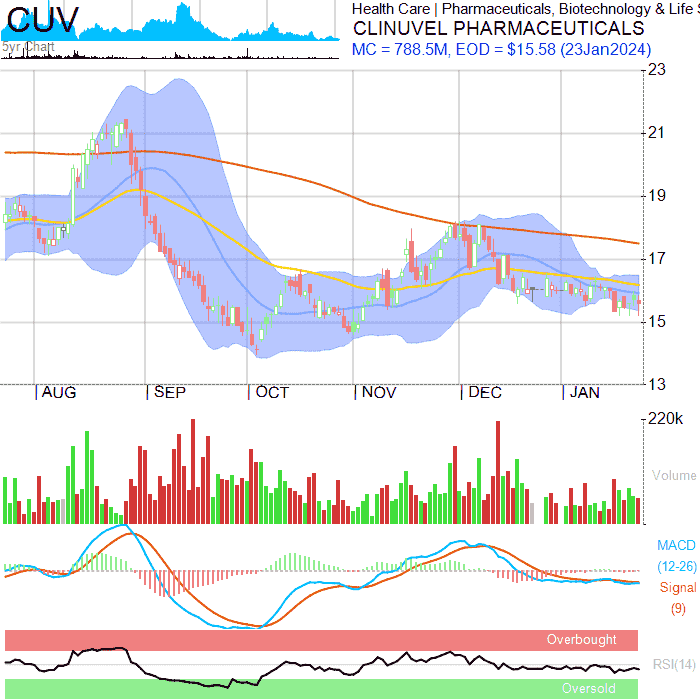 CUV
5yr Chart
Health Care | Pharmaceuticals, Biotechnology & Life S
CLINUVEL PHARMACEUTICALS
MC = 788.5M, EOD = $15.58 (23Jan2024)
23
21
19
17
15
13
| AUG | SEP | OCT | NOV | DEC | JAN
220k
Volume
MACD
(12-26)
Signal
(9)
Overbought
RSI(14)
Oversold